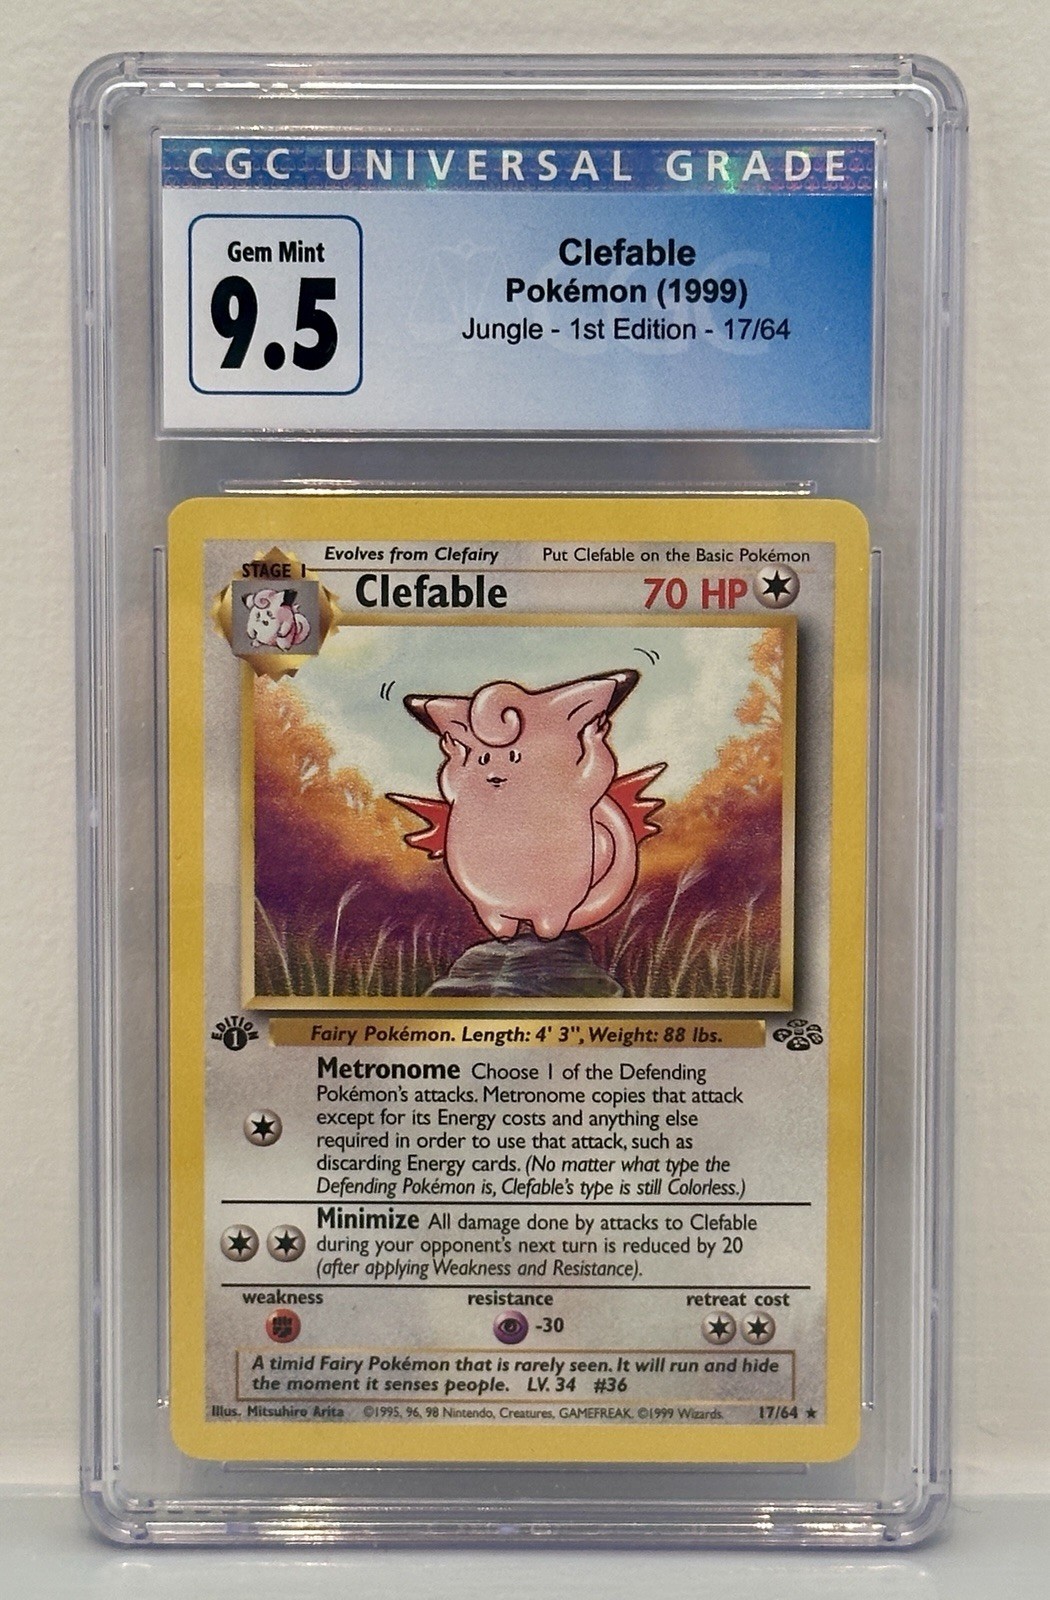 CGC UNIVERSAL GRADE
Gem Mint
9.5
Clefable
Pokémon (1999)
Jungle - 1st Edition - 17/64
Evolves from Clefairy Put Clefable on the Basic Pokémon
STAGE 1
Clefable 70 HP
EDITION
1
Fairy Pokémon. Length: 4' 3", Weight: 88 lbs.
Metronome Choose 1 of the Defending
Pokémon's attacks. Metronome copies that attack
except for its Energy costs and anything else
required in order to use that attack, such as
discarding Energy cards. (No matter what type the
Defending Pokémon is, Clefable's type is still Colorless.)
Minimize All damage done by attacks to Clefable
during your opponent's next turn is reduced by 20
(after applying Weakness and Resistance).
weakness resistance retreat cost
-30
A timid Fairy Pokémon that is rarely seen. It will run and hide
the moment it senses people. LV. 34 #36
Illus. Mitsuhiro Arita ©1995, 96, 98 Nintendo, Creatures, GAMEFREAK. ©1999 Wizards. 17/64 ★